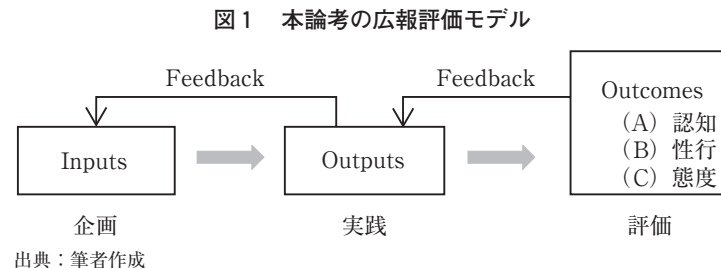 図1 本論考の広報評価モデル
Feedback
Feedback
Inputs
Outputs
Outcomes
(A) 認知
(B) 性行
(C) 態度
企画
実践
評価
出典：筆者作成